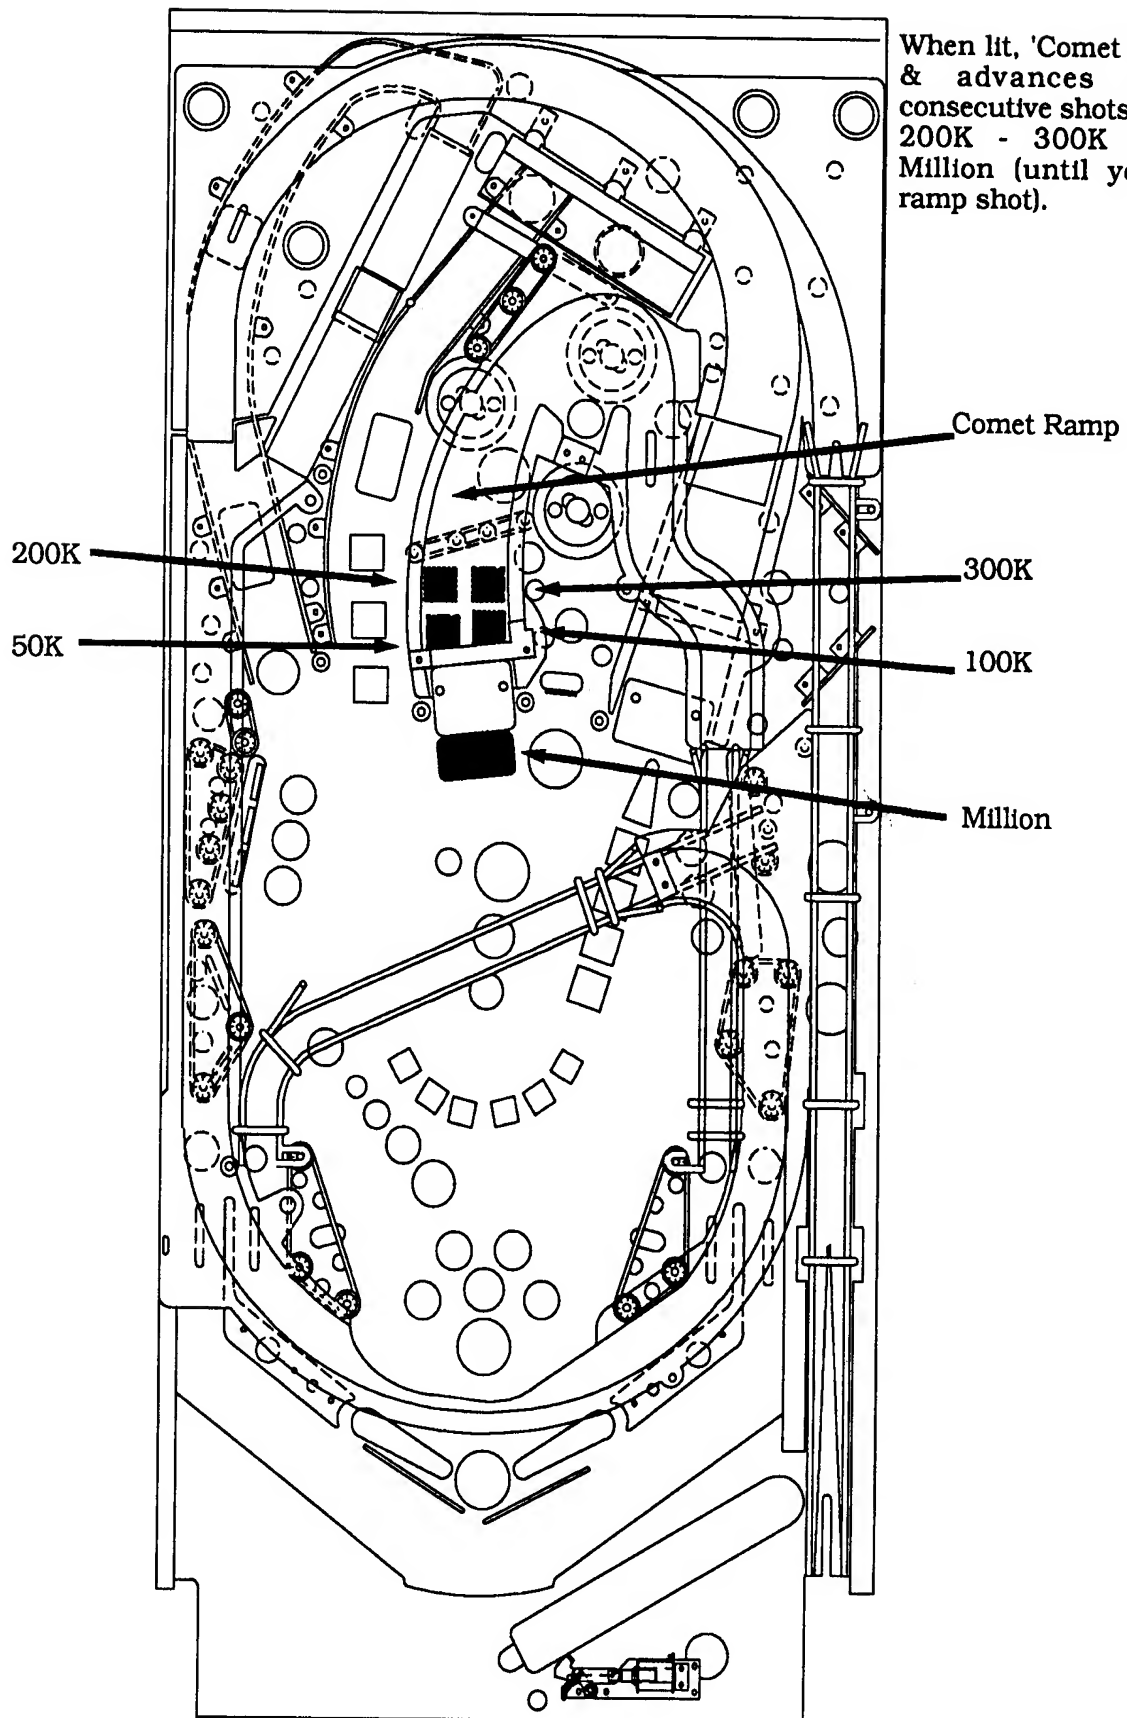 When lit, 'Comet
& advances
consecutive shots
200K - 300K
Million (until
ramp shot).
Comet Ramp
200K
300K
50K
100K
Million